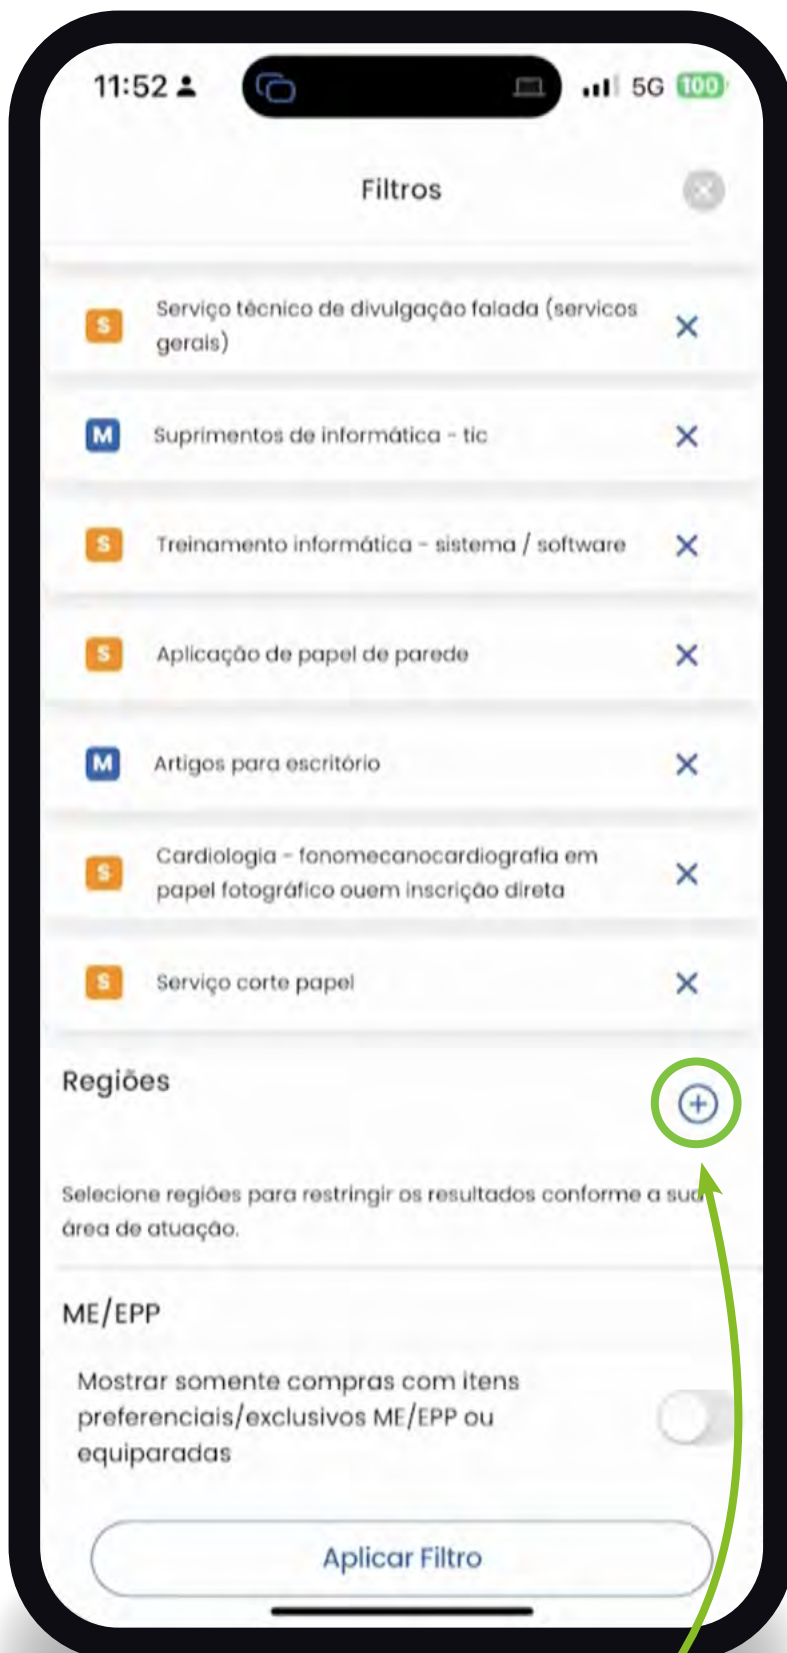 11:52
5G 100
Filtros
S Serviço técnico de divulgação falada (servicos
gerais)
M Suprimentos de informática - tic
S Treinamento informática - sistema / software
S Aplicação de papel de parede
M Artigos para escritório
S Cardiologia - fonomecanocardiografia em
papel fotográfico ouem inscrição direta
S Serviço corte papel
Regiões
Selecione regiões para restringir os resultados conforme a sua
área de atuação.
ME/EPP
Mostrar somente compras com itens
preferenciais/exclusivos ME/EPP ou
equiparadas
Aplicar Filtro